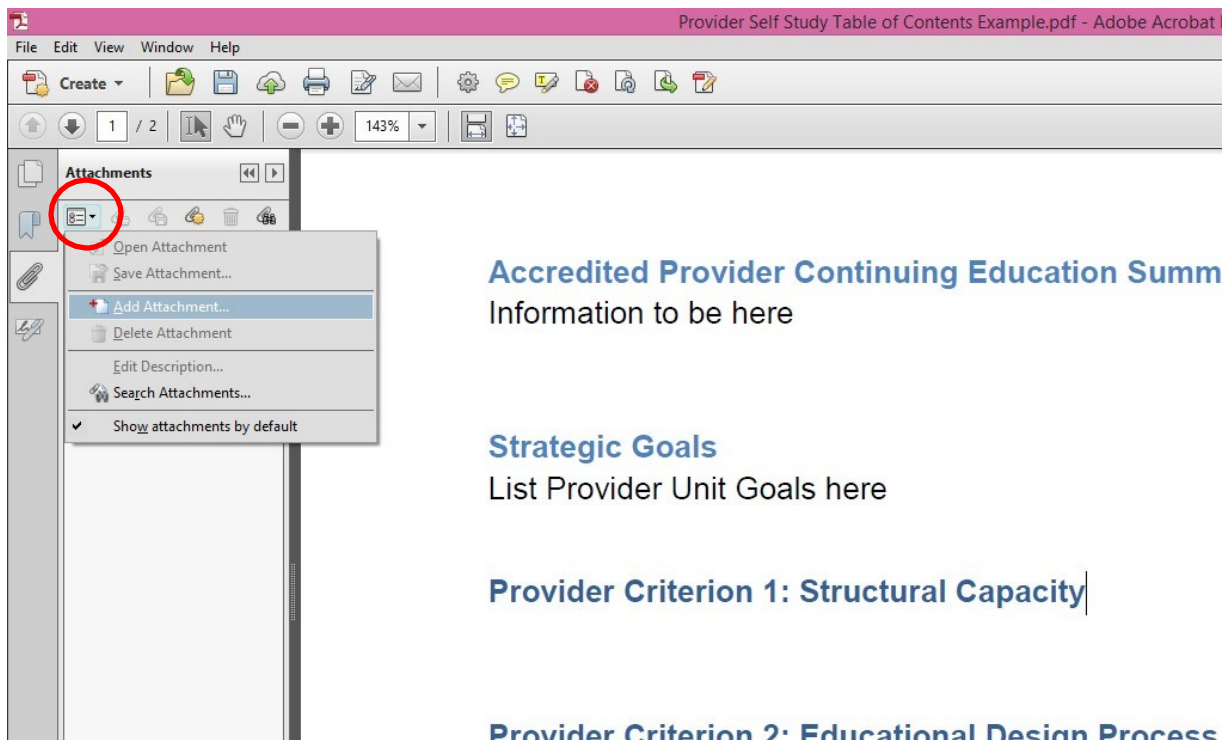 Provider Self Study Table of Contents Example.pdf - Adobe Acrobat
File Edit View Window Help
Create
1 / 2 143%
Attachments
Open Attachment
Save Attachment...
Add Attachment...
Delete Attachment
Edit Description...
Search Attachments...
Show attachments by default
Accredited Provider Continuing Education Summ
Information to be here
Strategic Goals
List Provider Unit Goals here
Provider Criterion 1: Structural Capacity
Provider Criterion 2: Educational Design Process